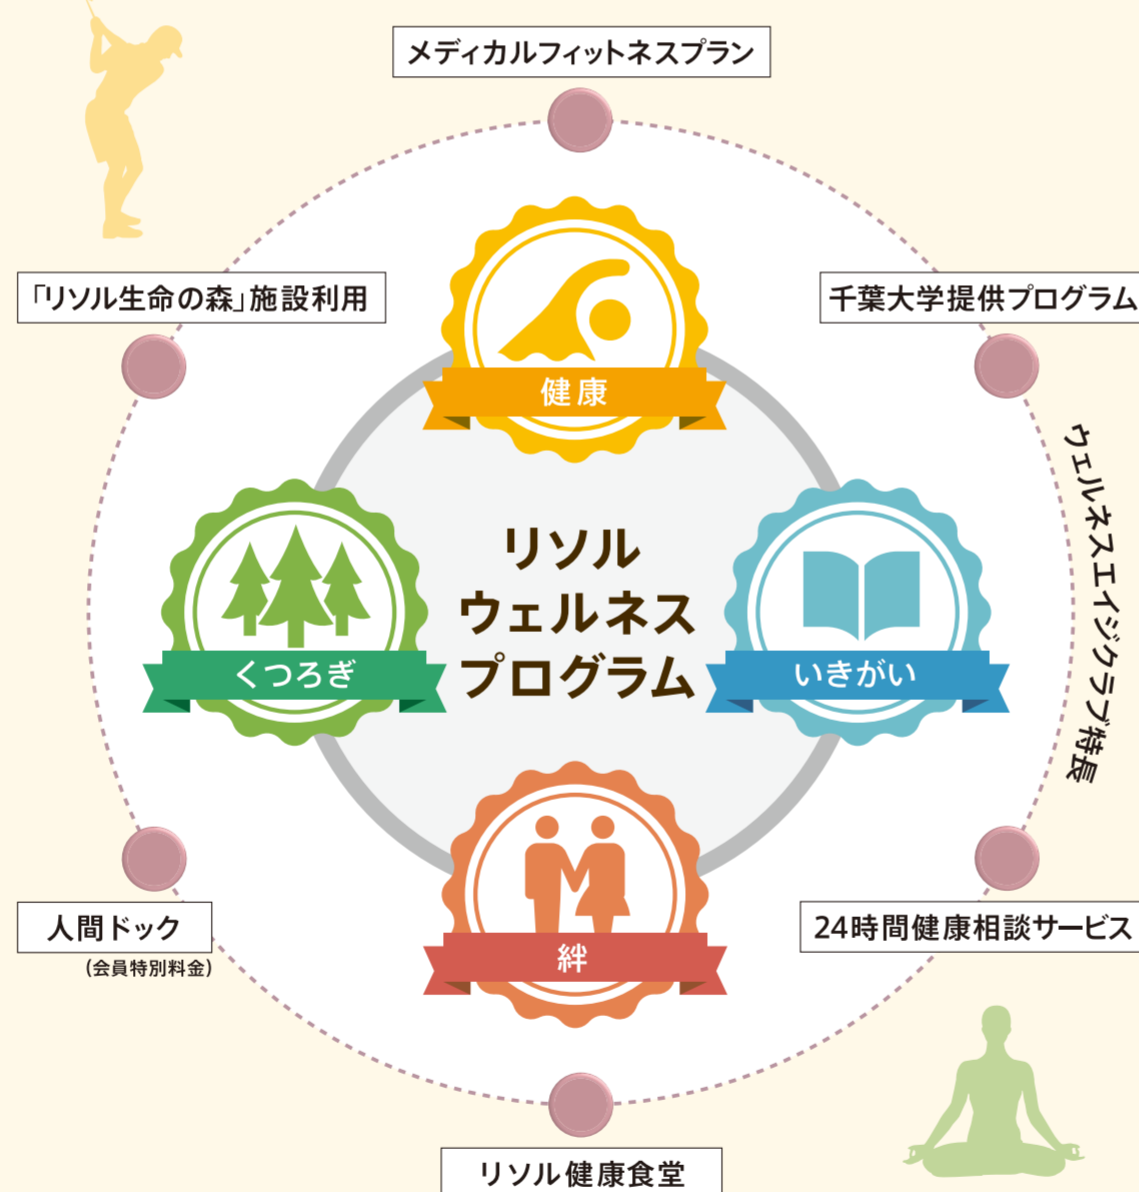 メディカルフィットネスプラン
「リソル生命の森」施設利用
千葉大学提供プログラム
健康
ウェルネスエイジクラブ特長
リソル
ウェルネス
プログラム
くつろぎ
いきがい
人間ドック
(会員特別料金)
24時間健康相談サービス
絆
リソル健康食堂